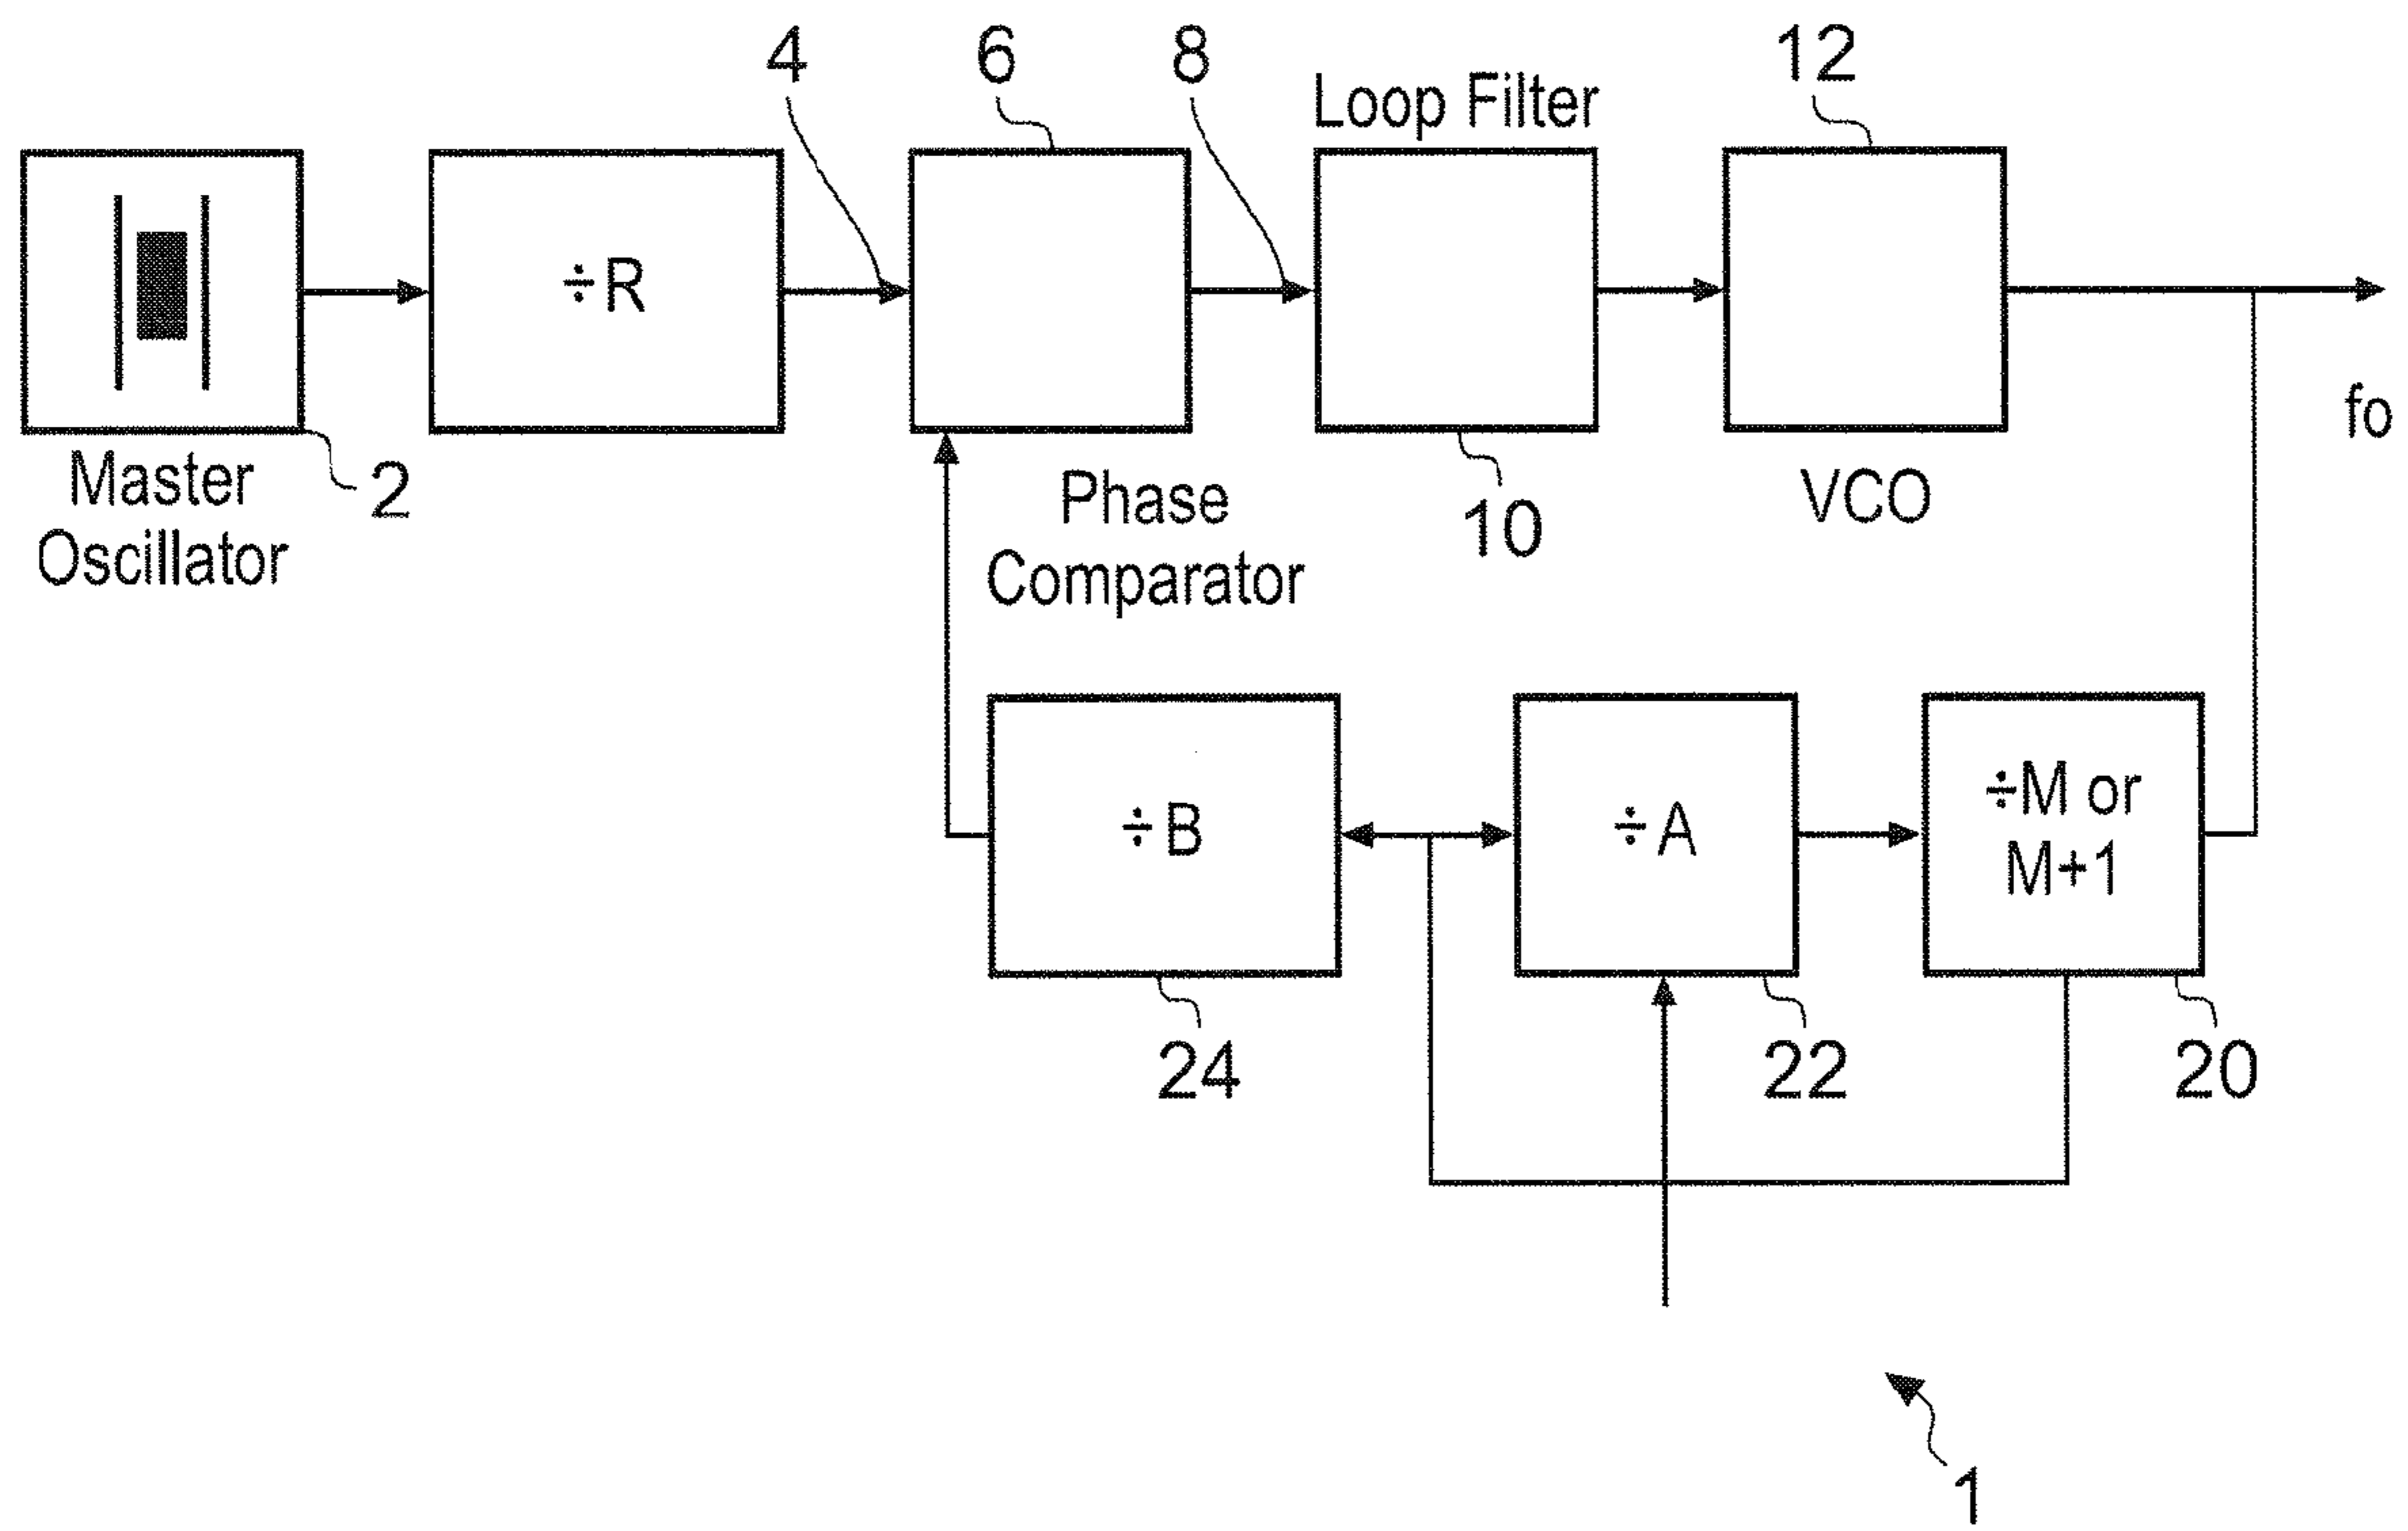 4
6
8
Loop Filter
12
÷R
Master
Oscillator
2
Phase
Comparator
10
VCO
fo
÷B
÷A
÷M or
M+1
24
22
20
1